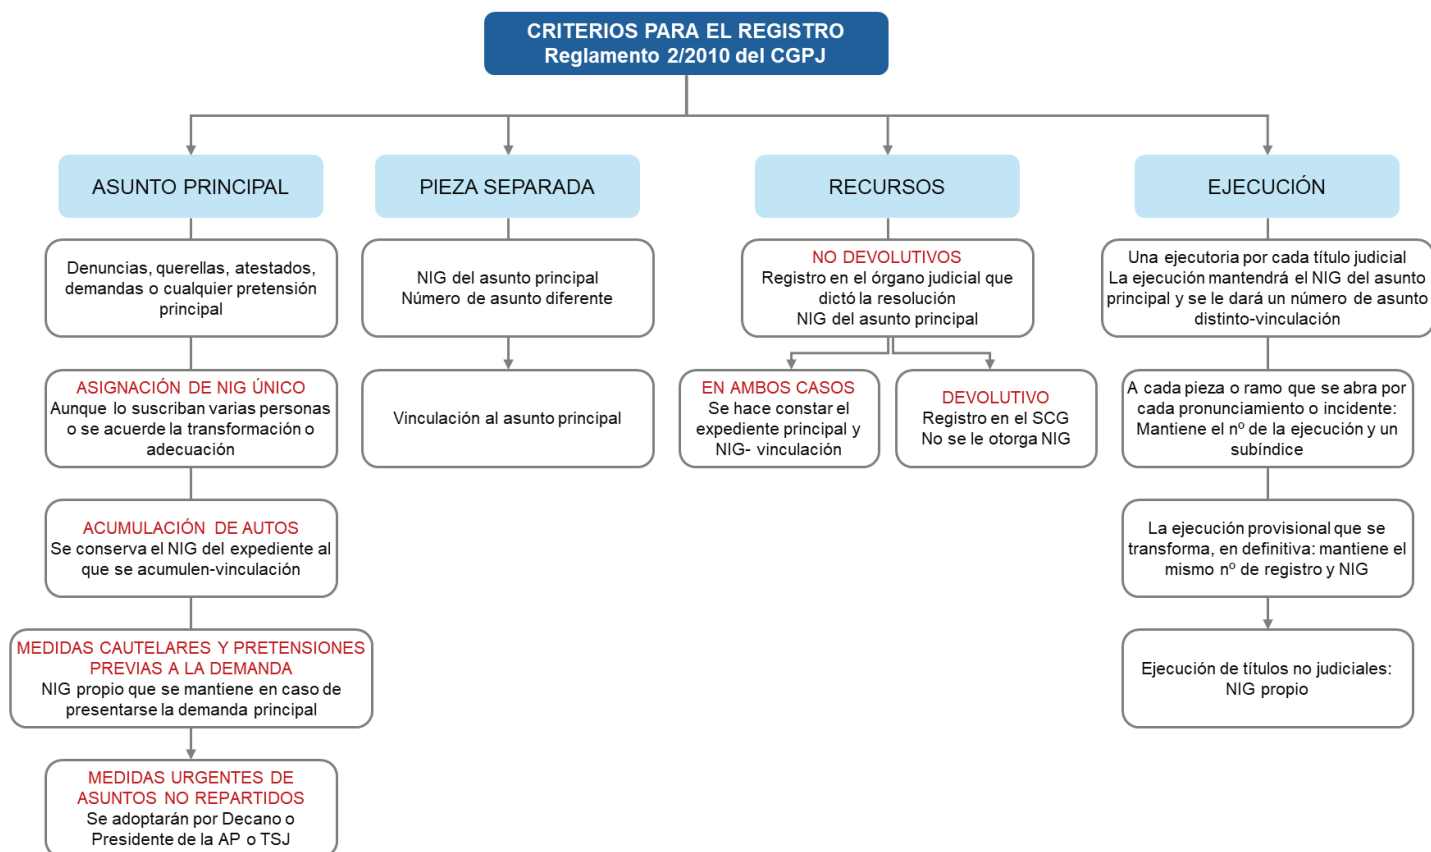 CRITERIOS PARA EL REGISTRO
Reglamento 2/2010 del CGPJ
ASUNTO PRINCIPAL
Denuncias, querellas, atestados,
demandas o cualquier pretensión
principal
ASIGNACIÓN DE NIG ÚNICO
Aunque lo suscriban varias personas
o se acuerde la transformación o
adecuación
ACUMULACIÓN DE AUTOS
Se conserva el NIG del expediente al
que se acumulen-vinculación
MEDIDAS CAUTELARES Y PRETENSIONES
PREVIAS A LA DEMANDA
NIG propio que se mantiene en caso de
presentarse la demanda principal
MEDIDAS URGENTES DE
ASUNTOS NO REPARTIDOS
Se adoptarán por Decano o
Presidente de la AP o TSJ
PIEZA SEPARADA
NIG del asunto principal
Número de asunto diferente
Vinculación al asunto principal
RECURSOS
NO DEVOLUTIVOS
Registro en el órgano judicial que
dictó la resolución
NIG del asunto principal
EN AMBOS CASOS
Se hace constar el
expediente principal y
NIG- vinculación
DEVOLUTIVO
Registro en el SCG
No se le otorga NIG
EJECUCIÓN
Una ejecutoria por cada título judicial
La ejecución mantendrá el NIG del asunto
principal y se le dará un número de asunto
distinto-vinculación
A cada pieza o ramo que se abra por
cada pronunciamiento o incidente:
Mantiene el nº de la ejecución y un
subíndice
La ejecución provisional que se
transforma, en definitiva: mantiene el
mismo nº de registro y NIG
Ejecución de títulos no judiciales:
NIG propio